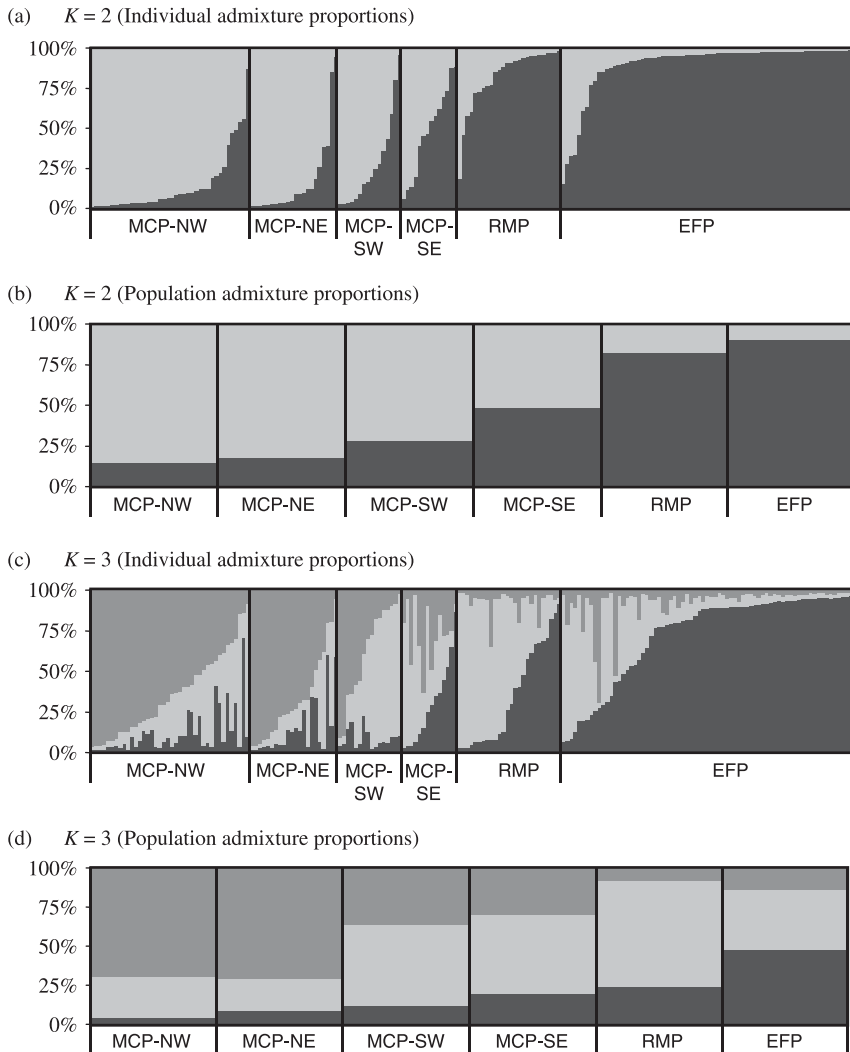 (a) K = 2 (Individual admixture proportions)
100%
75%
50%
25%
0%
MCP-NW MCP-NE MCP-SW MCP-SE RMP EFP
(b) K = 2 (Population admixture proportions)
100%
75%
50%
25%
0%
MCP-NW MCP-NE MCP-SW MCP-SE RMP EFP
(c) K = 3 (Individual admixture proportions)
100%
75%
50%
25%
0%
MCP-NW MCP-NE MCP-SW MCP-SE RMP EFP
(d) K = 3 (Population admixture proportions)
100%
75%
50%
25%
0%
MCP-NW MCP-NE MCP-SW MCP-SE RMP EFP